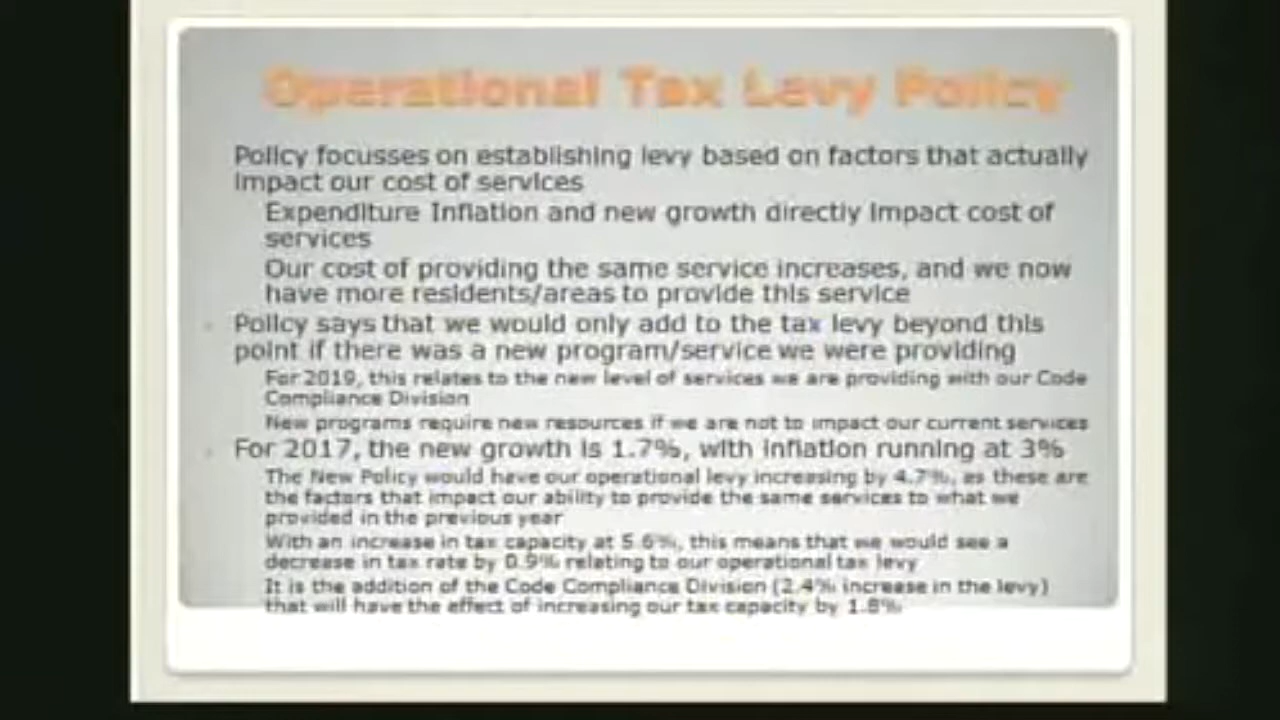 Operational Tax Levy Policy
Policy focusses on establishing levy based on factors that actually
impact our cost of services
Expenditure Inflation and new growth directly impact cost of
services
Our cost of providing the same service increases, and we now
have more residents/areas to provide this service
Policy says that we would only add to the tax levy beyond this
point if there was a new program/service we were providing
For 2019, this relates to the new level of services we are providing with our Code
Compliance Division
New programs require new resources if we are not to impact our current services
For 2017, the new growth is 1.7%, with inflation running at 3%
The New Policy would have our operational levy increasing by 4.7%, as these are
the factors that impact our ability to provide the same services to what we
provided in the previous year
With an increase in tax capacity at 5.6%, this means that we would see a
decrease in tax rate by 0.9% relating to our operational tax levy
It is the addition of the Code Compliance Division (2.4% increase in the levy)
that will have the effect of increasing our tax capacity by 1.8%